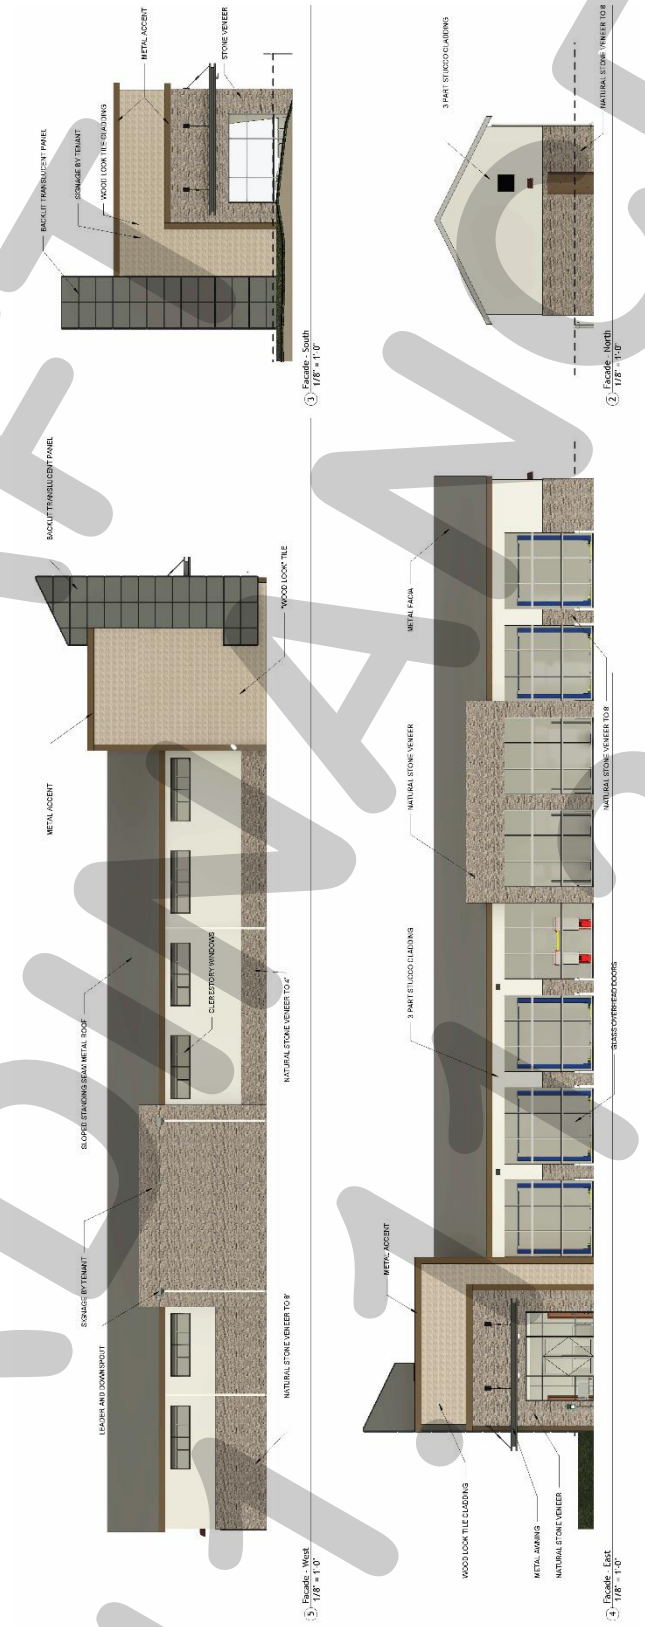 METAL ACCENT
BACKLIT TRANSLUCENT PANEL
SLOPED STANDING SEAM METAL ROOF
SIGNAGE BY TENANT
LEADER AND DOWNSPOUT
CLERESTORY WINDOWS
NATURAL STONE VENEER TO 8'
NATURAL STONE VENEER TO 4'
"WOOD LOOK" TILE
5 Facade - West
1/8" = 1'-0"
BACKLIT TRANSLUCENT PANEL
SIGNAGE BY TENANT
WOOD LOOK TILE CLADDING
METAL ACCENT
STONE VENEER
3 Facade - South
1/8" = 1'-0"
METAL ACCENT
3 PART STUCCO CLADDING
NATURAL STONE VENEER
METAL FACIA
WOOD LOOK TILE CLADDING
METAL AWNING
NATURAL STONE VENEER
GLASS OVERHEAD DOORS
NATURAL STONE VENEER TO 8'
4 Facade - East
1/8" = 1'-0"
3 PART STUCCO CLADDING
NATURAL STONE VENEER TO 8
2 Facade - North
1/8" = 1'-0"